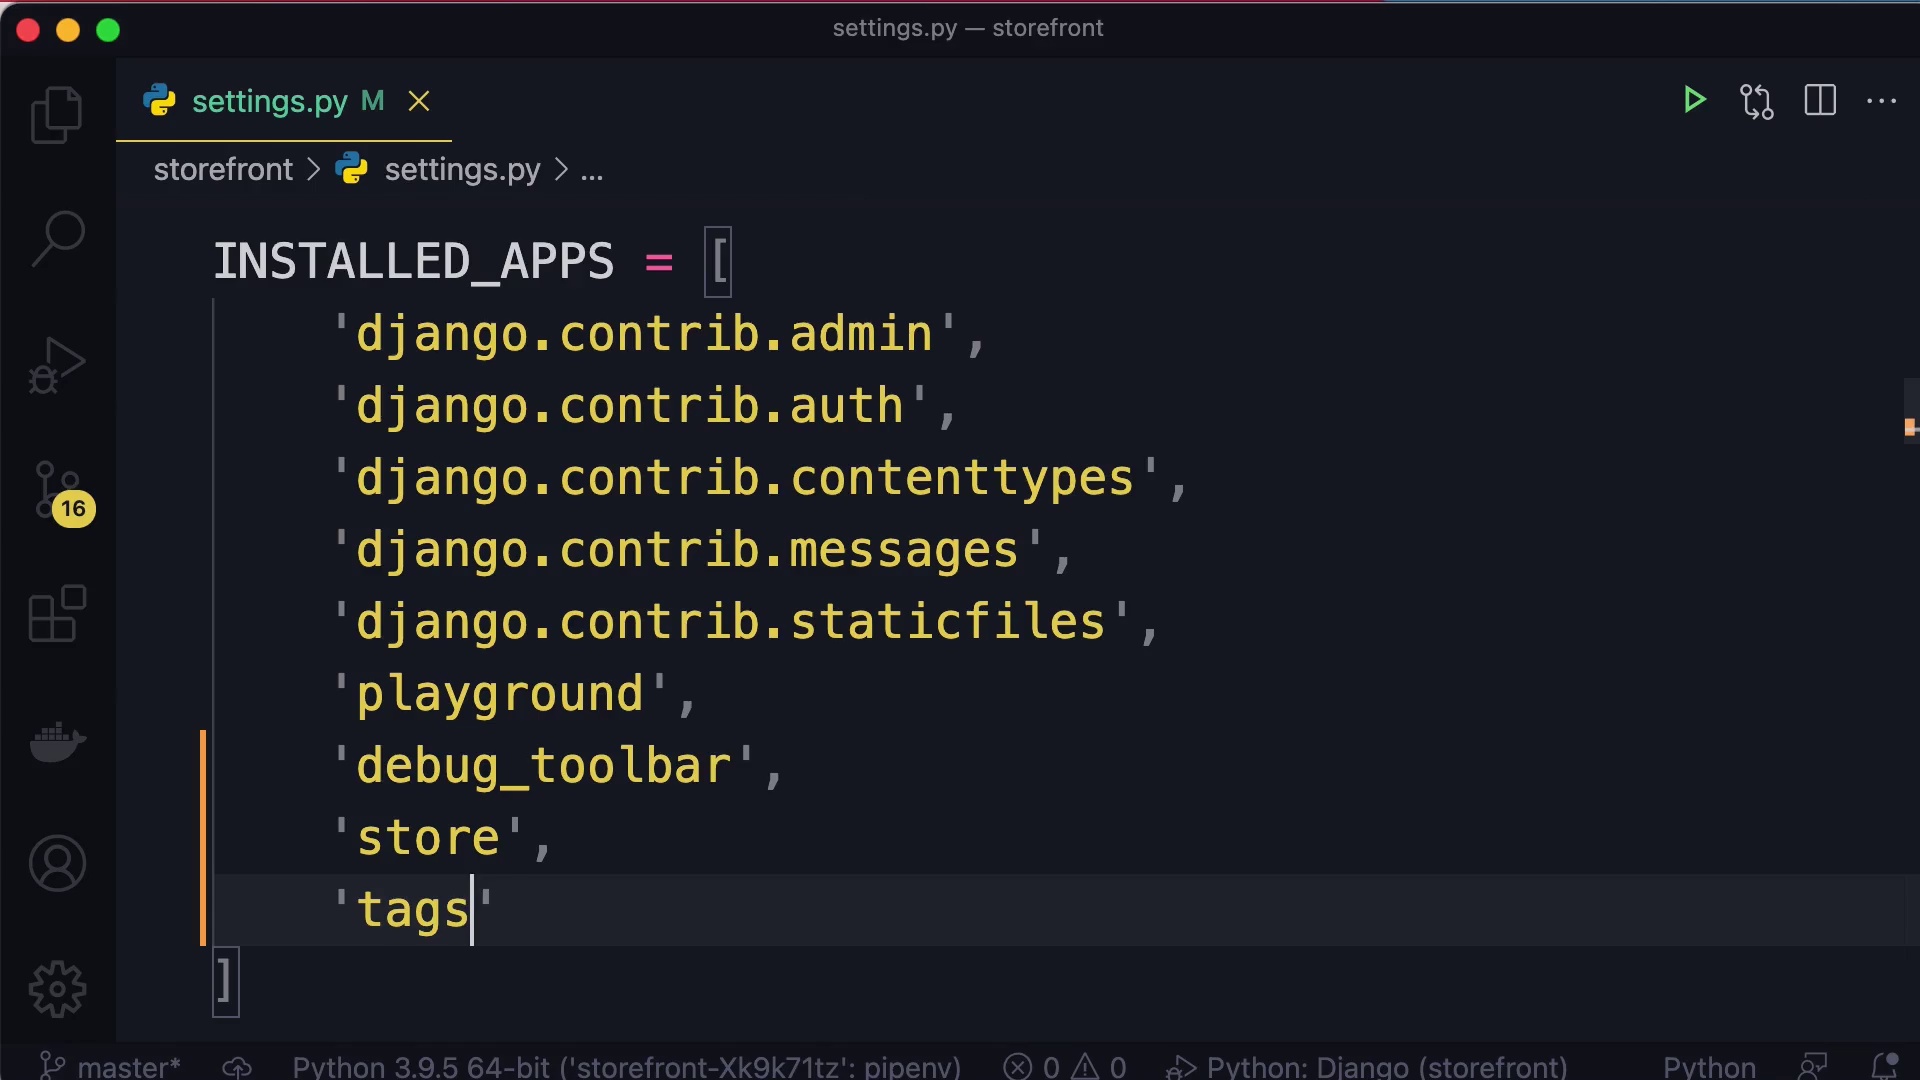 settings.py — storefront
settings.py M
storefront > settings.py > ...
INSTALLED_APPS = [
'django.contrib.admin',
'django.contrib.auth',
'django.contrib.contenttypes',
'django.contrib.messages',
'django.contrib.staticfiles',
'playground',
'debug_toolbar',
'store',
'tags'
]
16
master* Python 3.9.5 64-bit ('storefront-Xk9k71tz': pipenv) 0 0 Python: Django (storefront) Python